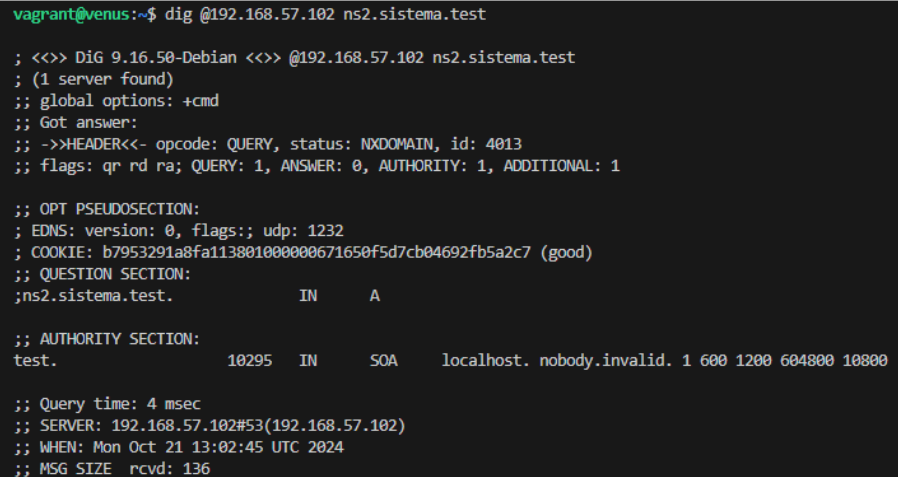 vagrant@venus:~$ dig @192.168.57.102 ns2.sistema.test
; <<>> DiG 9.16.50-Debian <<>> @192.168.57.102 ns2.sistema.test
; (1 server found)
;; global options: +cmd
;; Got answer:
;; ->>HEADER<<- opcode: QUERY, status: NXDOMAIN, id: 4013
;; flags: qr rd ra; QUERY: 1, ANSWER: 0, AUTHORITY: 1, ADDITIONAL: 1
;; OPT PSEUDOSECTION:
; EDNS: version: 0, flags:; udp: 1232
; COOKIE: b7953291a8fa113801000000671650f5d7cb04692fb5a2c7 (good)
;; QUESTION SECTION:
;ns2.sistema.test. IN A
;; AUTHORITY SECTION:
test. 10295 IN SOA localhost. nobody.invalid. 1 600 1200 604800 10800
;; Query time: 4 msec
;; SERVER: 192.168.57.102#53(192.168.57.102)
;; WHEN: Mon Oct 21 13:02:45 UTC 2024
;; MSG SIZE rcvd: 136